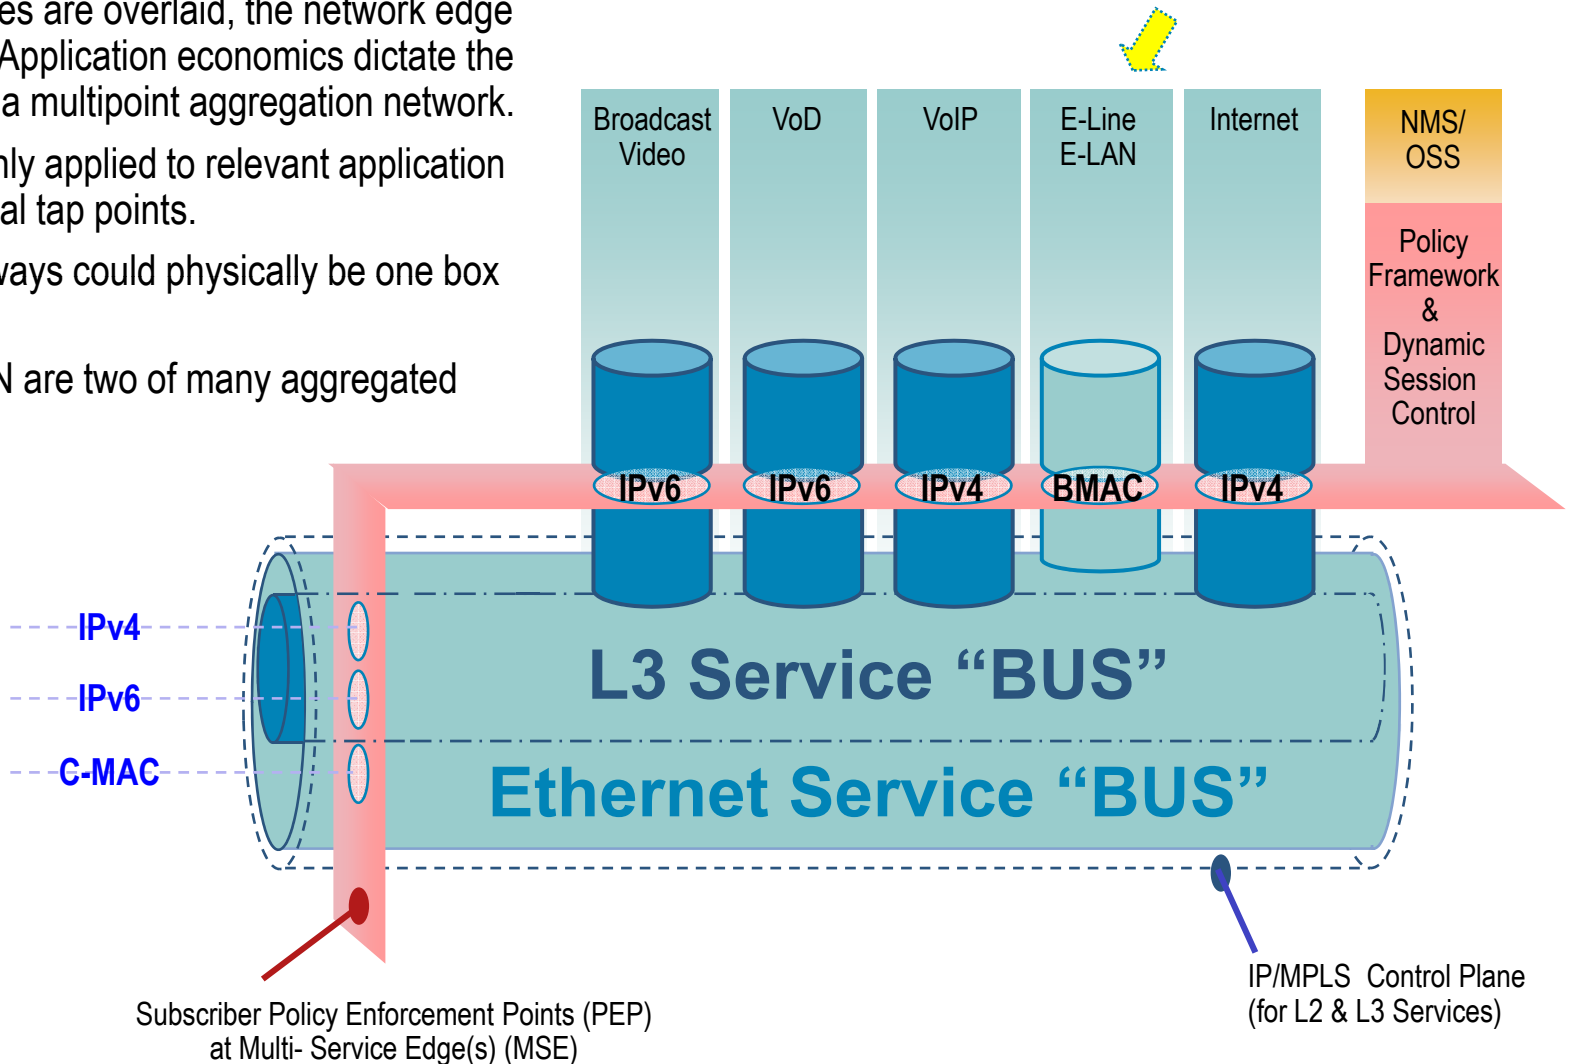 es are overlaid, the network edge
Application economics dictate the
a multipoint aggregation network.
nly applied to relevant application
al tap points.
ways could physically be one box
N are two of many aggregated
Broadcast
Video
VoD
VoIP
E-Line
E-LAN
Internet
NMS/
OSS
Policy
Framework
&
Dynamic
Session
Control
IPv6
IPv6
IPv4
BMAC
IPv4
IPv4
IPv6
C-MAC
L3 Service “BUS”
Ethernet Service “BUS”
IP/MPLS Control Plane
(for L2 & L3 Services)
Subscriber Policy Enforcement Points (PEP)
at Multi- Service Edge(s) (MSE)